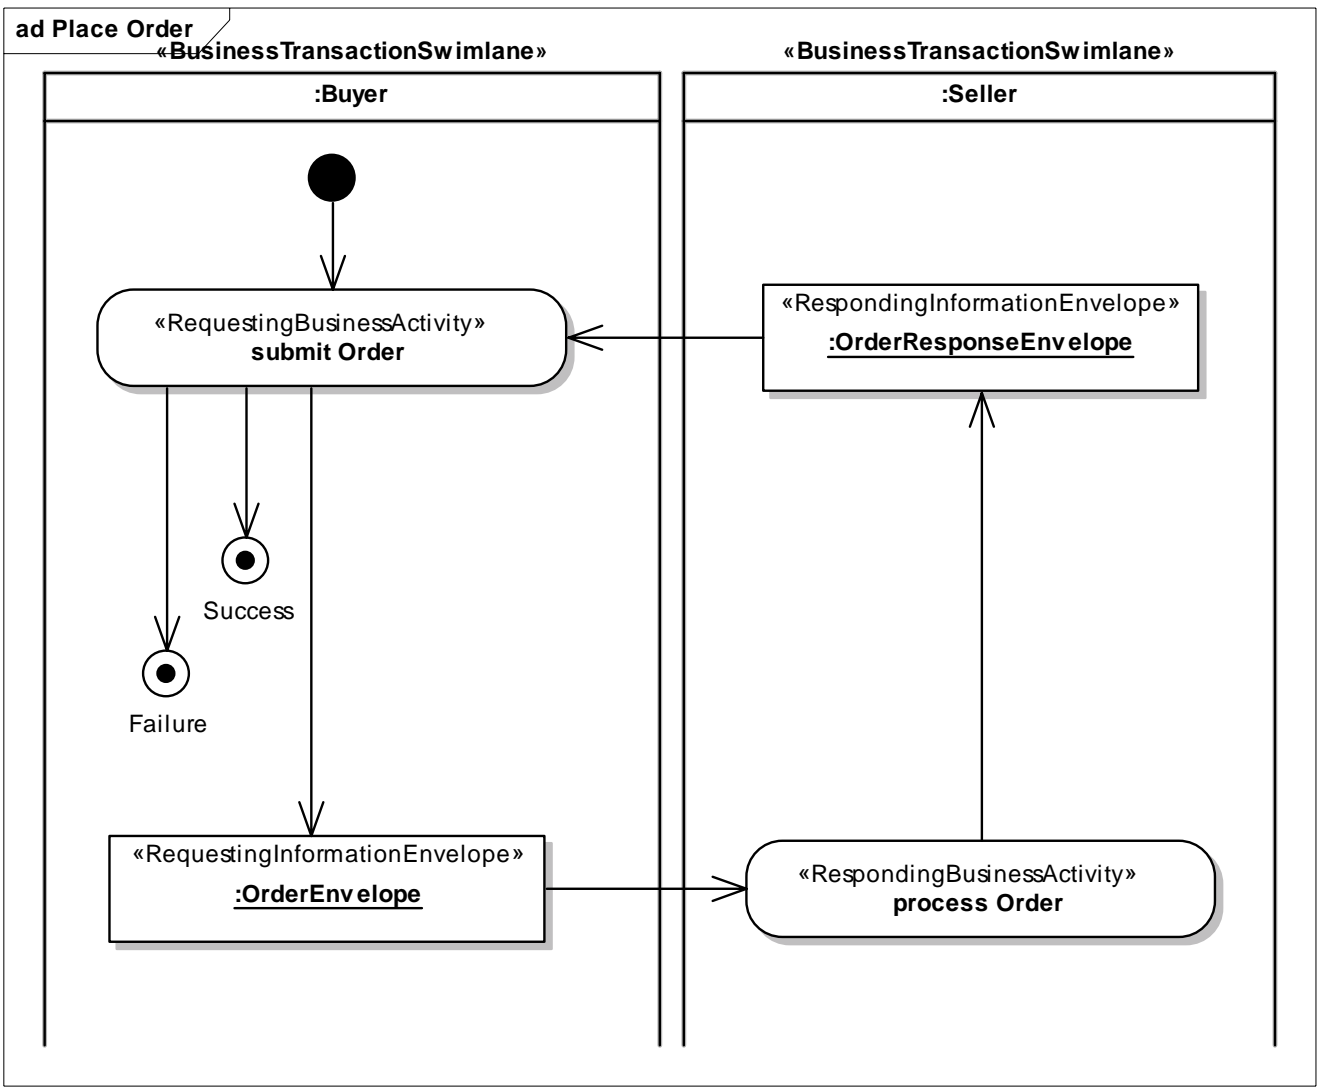 ad Place Order
«BusinessTransactionSwimlane»
:Buyer
«RequestingBusinessActivity»
submit Order
Success
Failure
«RequestingInformationEnvelope»
:OrderEnvelope
«BusinessTransactionSwimlane»
:Seller
«RespondingInformationEnvelope»
:OrderResponseEnvelope
«RespondingBusinessActivity»
process Order